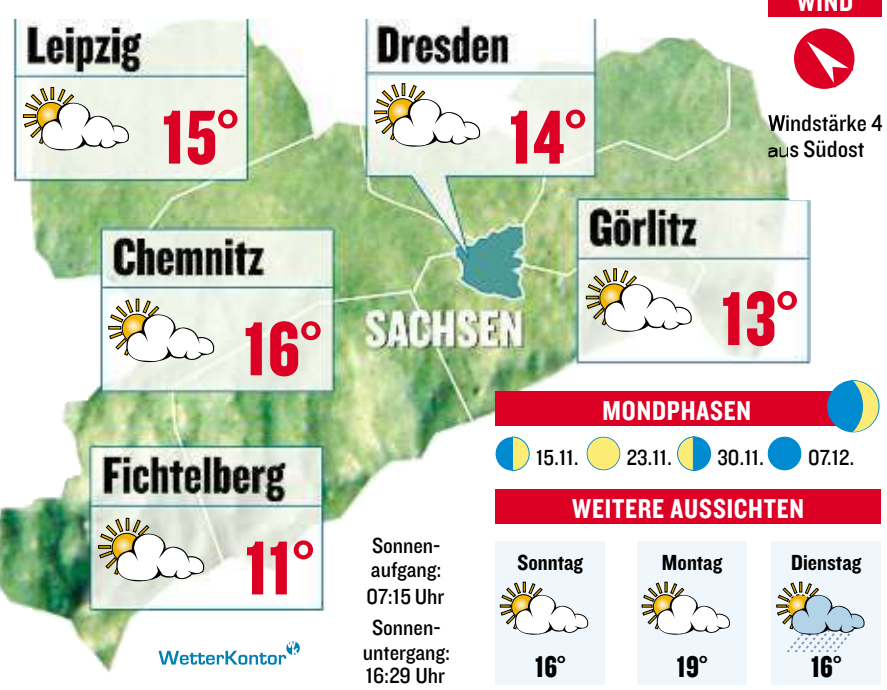 WIND
Windstärke 4
aus Südost
Leipzig
15°
Dresden
14°
Görlitz
13°
Chemnitz
16°
SACHSEN
Fichtelberg
11°
WetterKontor
Sonnen-
aufgang:
07:15 Uhr
Sonnen-
untergang:
16:29 Uhr
MONDPHASEN
15.11. 23.11. 30.11. 07.12.
WEITERE AUSSICHTEN
Sonntag Montag Dienstag
16° 19° 16°